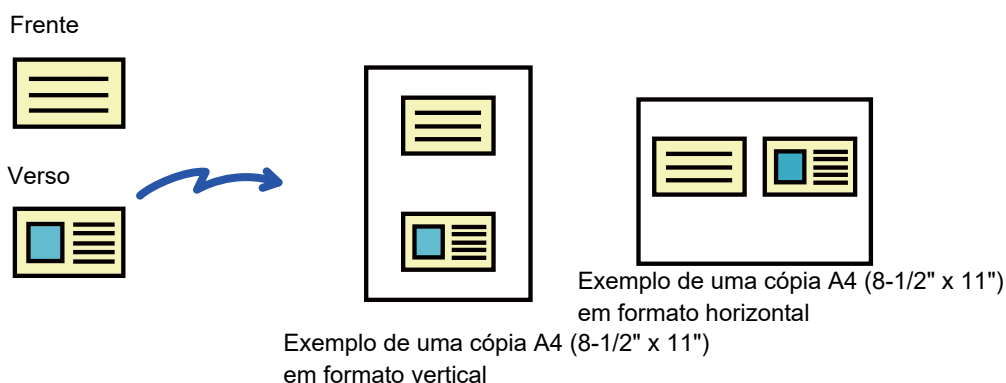 Frente
Verso
Exemplo de uma cópia A4 (8-1/2" x 11")
em formato vertical
Exemplo de uma cópia A4 (8-1/2" x 11")
em formato horizontal